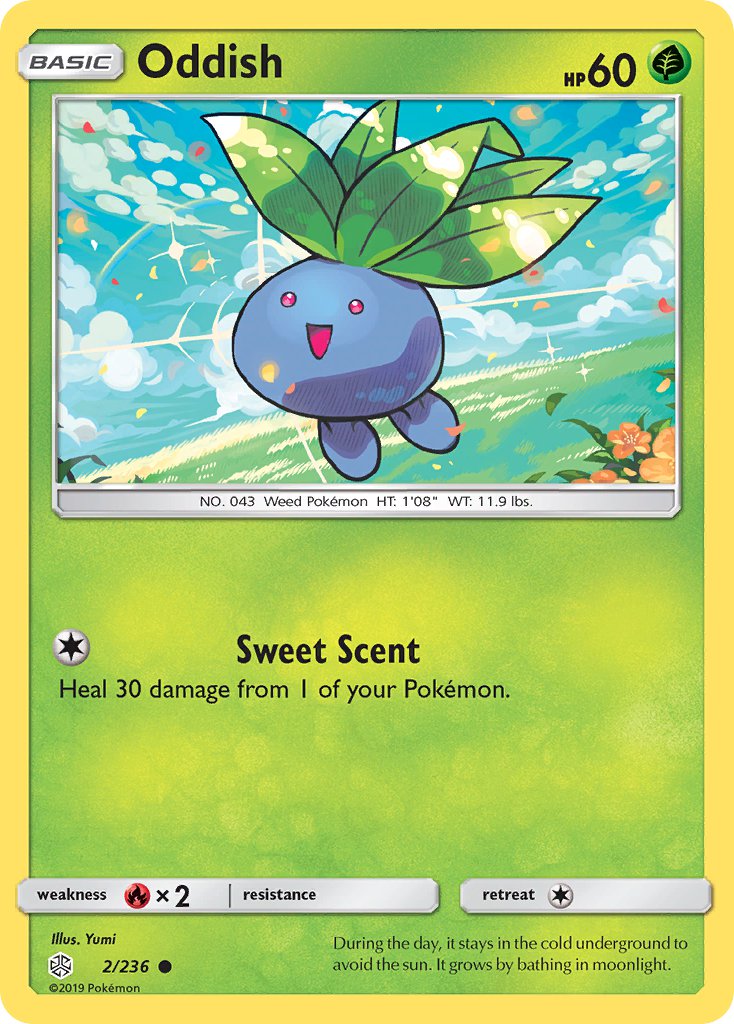 BASIC Oddish HP60
NO. 043 Weed Pokémon HT: 1'08" WT: 11.9 lbs.
Sweet Scent
Heal 30 damage from 1 of your Pokémon.
weakness ×2 resistance retreat
Illus. Yumi
2/236
©2019 Pokémon
During the day, it stays in the cold underground to
avoid the sun. It grows by bathing in moonlight.